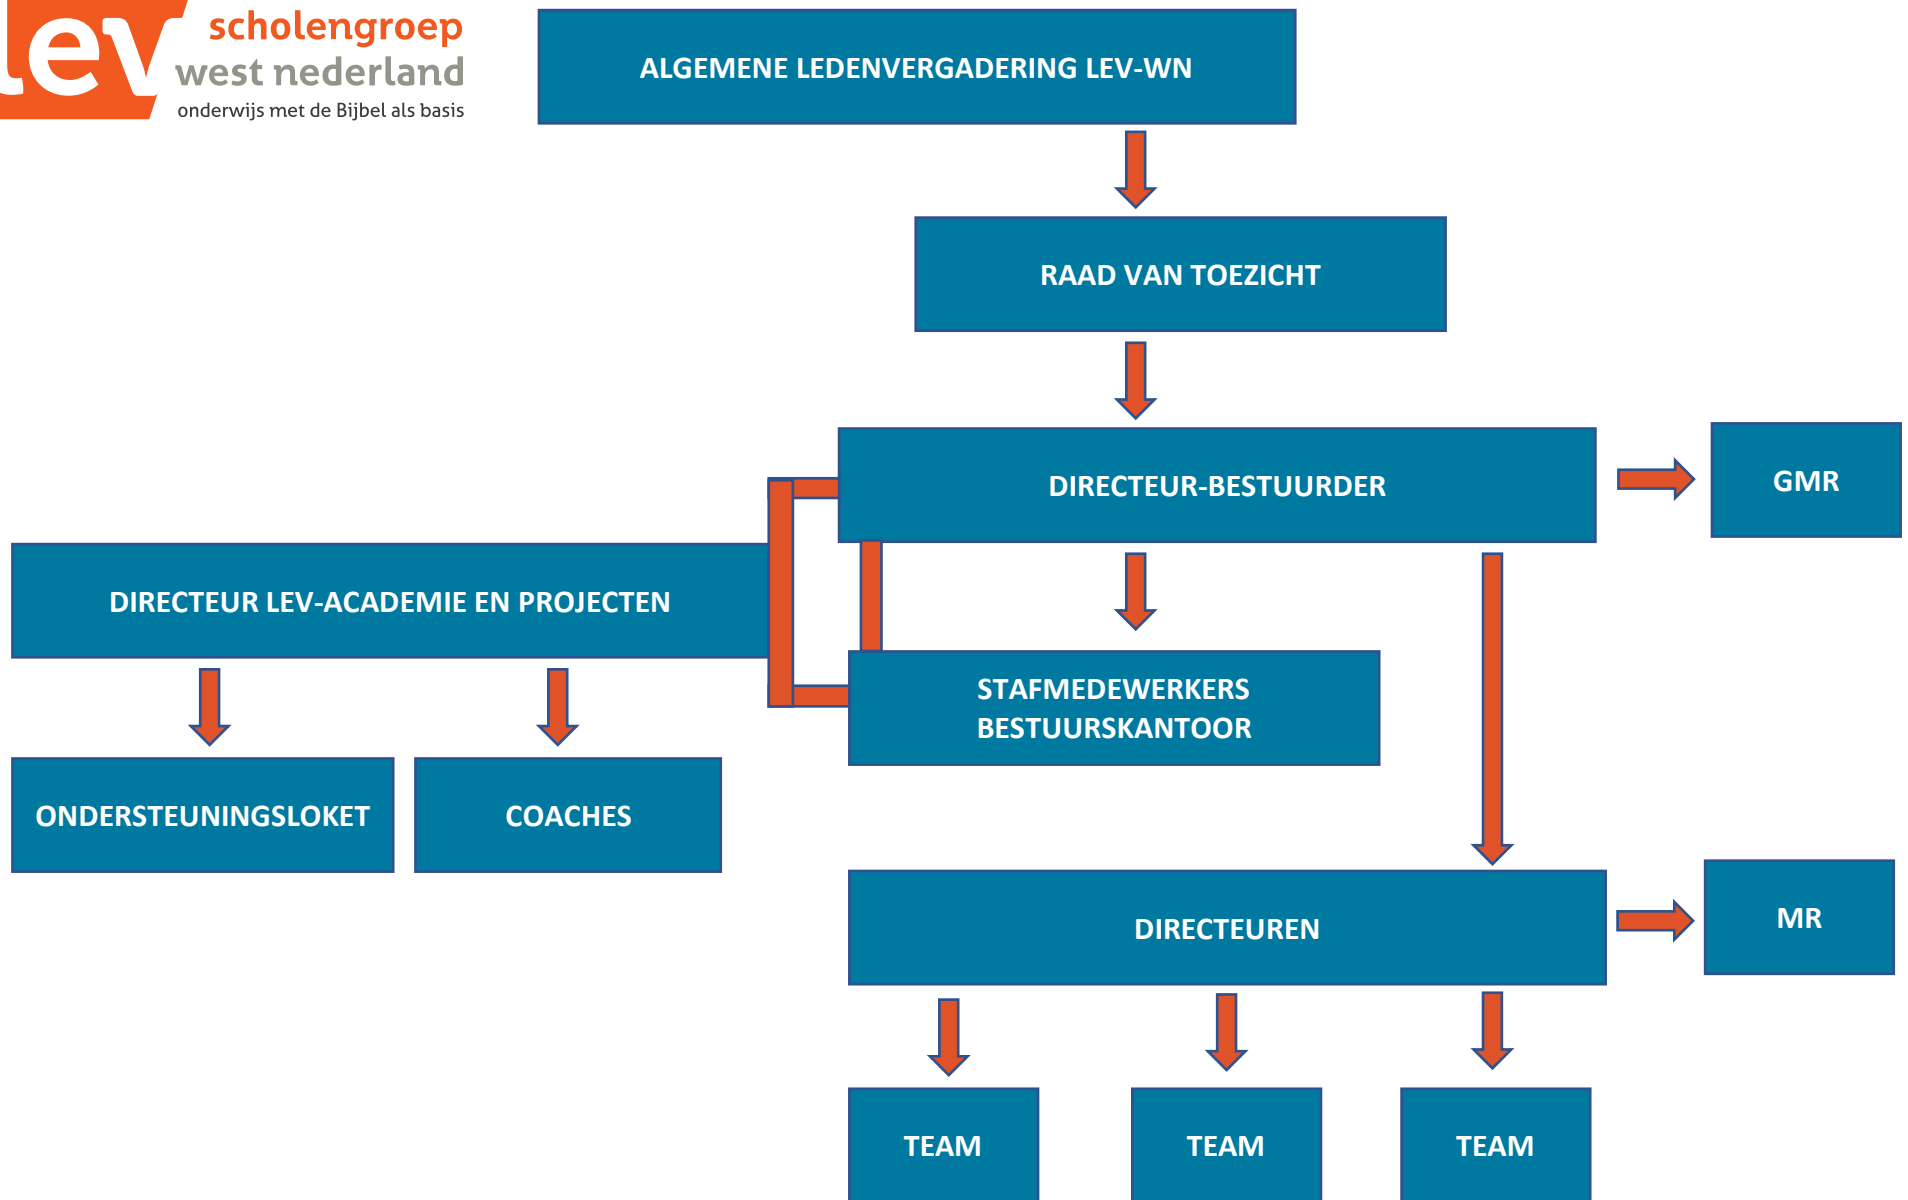 lev
scholengroep
west nederland
onderwijs met de Bijbel als basis
ALGEMENE LEDENVERGADERING LEV-WN
RAAD VAN TOEZICHT
DIRECTEUR-BESTUURDER
GMR
DIRECTEUR LEV-ACADEMIE EN PROJECTEN
STAFMEDEWERKERS
BESTUURSKANTOOR
ONDERSTEUNINGSLOKET
COACHES
DIRECTEUREN
MR
TEAM
TEAM
TEAM